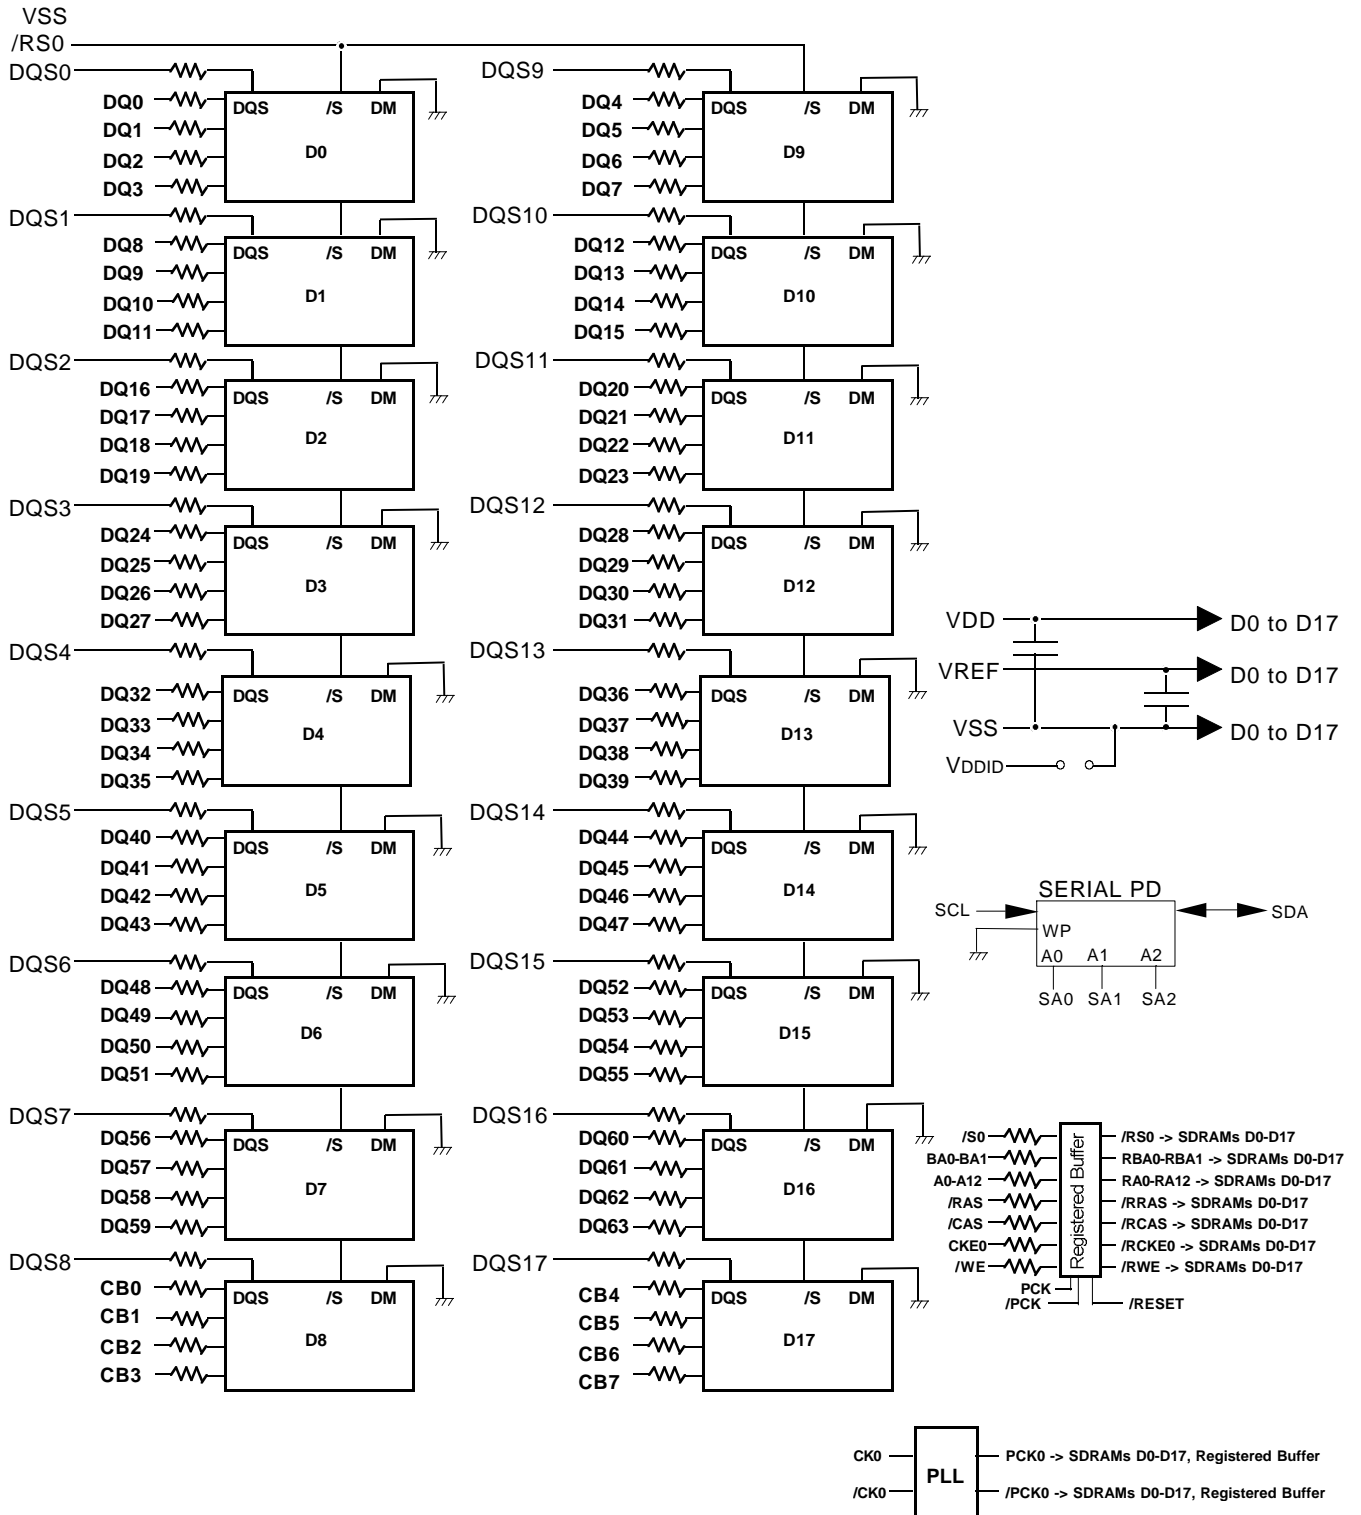 VSS
/RS0
DQS0
DQ0
DQ1
DQ2
DQ3
DQS /S DM
D0
DQS9
DQ4
DQ5
DQ6
DQ7
DQS /S DM
D9
DQS1
DQ8
DQ9
DQ10
DQ11
DQS /S DM
D1
DQS10
DQ12
DQ13
DQ14
DQ15
DQS /S DM
D10
DQS2
DQ16
DQ17
DQ18
DQ19
DQS /S DM
D2
DQS11
DQ20
DQ21
DQ22
DQ23
DQS /S DM
D11
DQS3
DQ24
DQ25
DQ26
DQ27
DQS /S DM
D3
DQS12
DQ28
DQ29
DQ30
DQ31
DQS /S DM
D12
DQS4
DQ32
DQ33
DQ34
DQ35
DQS /S DM
D4
DQS13
DQ36
DQ37
DQ38
DQ39
DQS /S DM
D13
DQS5
DQ40
DQ41
DQ42
DQ43
DQS /S DM
D5
DQS14
DQ44
DQ45
DQ46
DQ47
DQS /S DM
D14
DQS6
DQ48
DQ49
DQ50
DQ51
DQS /S DM
D6
DQS15
DQ52
DQ53
DQ54
DQ55
DQS /S DM
D15
DQS7
DQ56
DQ57
DQ58
DQ59
DQS /S DM
D7
DQS16
DQ60
DQ61
DQ62
DQ63
DQS /S DM
D16
DQS8
CB0
CB1
CB2
CB3
DQS /S DM
D8
DQS17
CB4
CB5
CB6
CB7
DQS /S DM
D17
VDD D0 to D17
VREF D0 to D17
VSS D0 to D17
VDDID
SERIAL PD
SCL SDA
WP
A0 A1 A2
SA0 SA1 SA2
/S0 /RS0 -> SDRAMs D0-D17
BA0-BA1 RBA0-RBA1 -> SDRAMs D0-D17
A0-A12 RA0-RA12 -> SDRAMs D0-D17
/RAS /RRAS -> SDRAMs D0-D17
/CAS /RCAS -> SDRAMs D0-D17
CKE0 /RCKE0 -> SDRAMs D0-D17
/WE /RWE -> SDRAMs D0-D17
Registered Buffer
PCK
/PCK /RESET
CK0 PCK0 -> SDRAMs D0-D17, Registered Buffer
PLL
/CK0 /PCK0 -> SDRAMs D0-D17, Registered Buffer